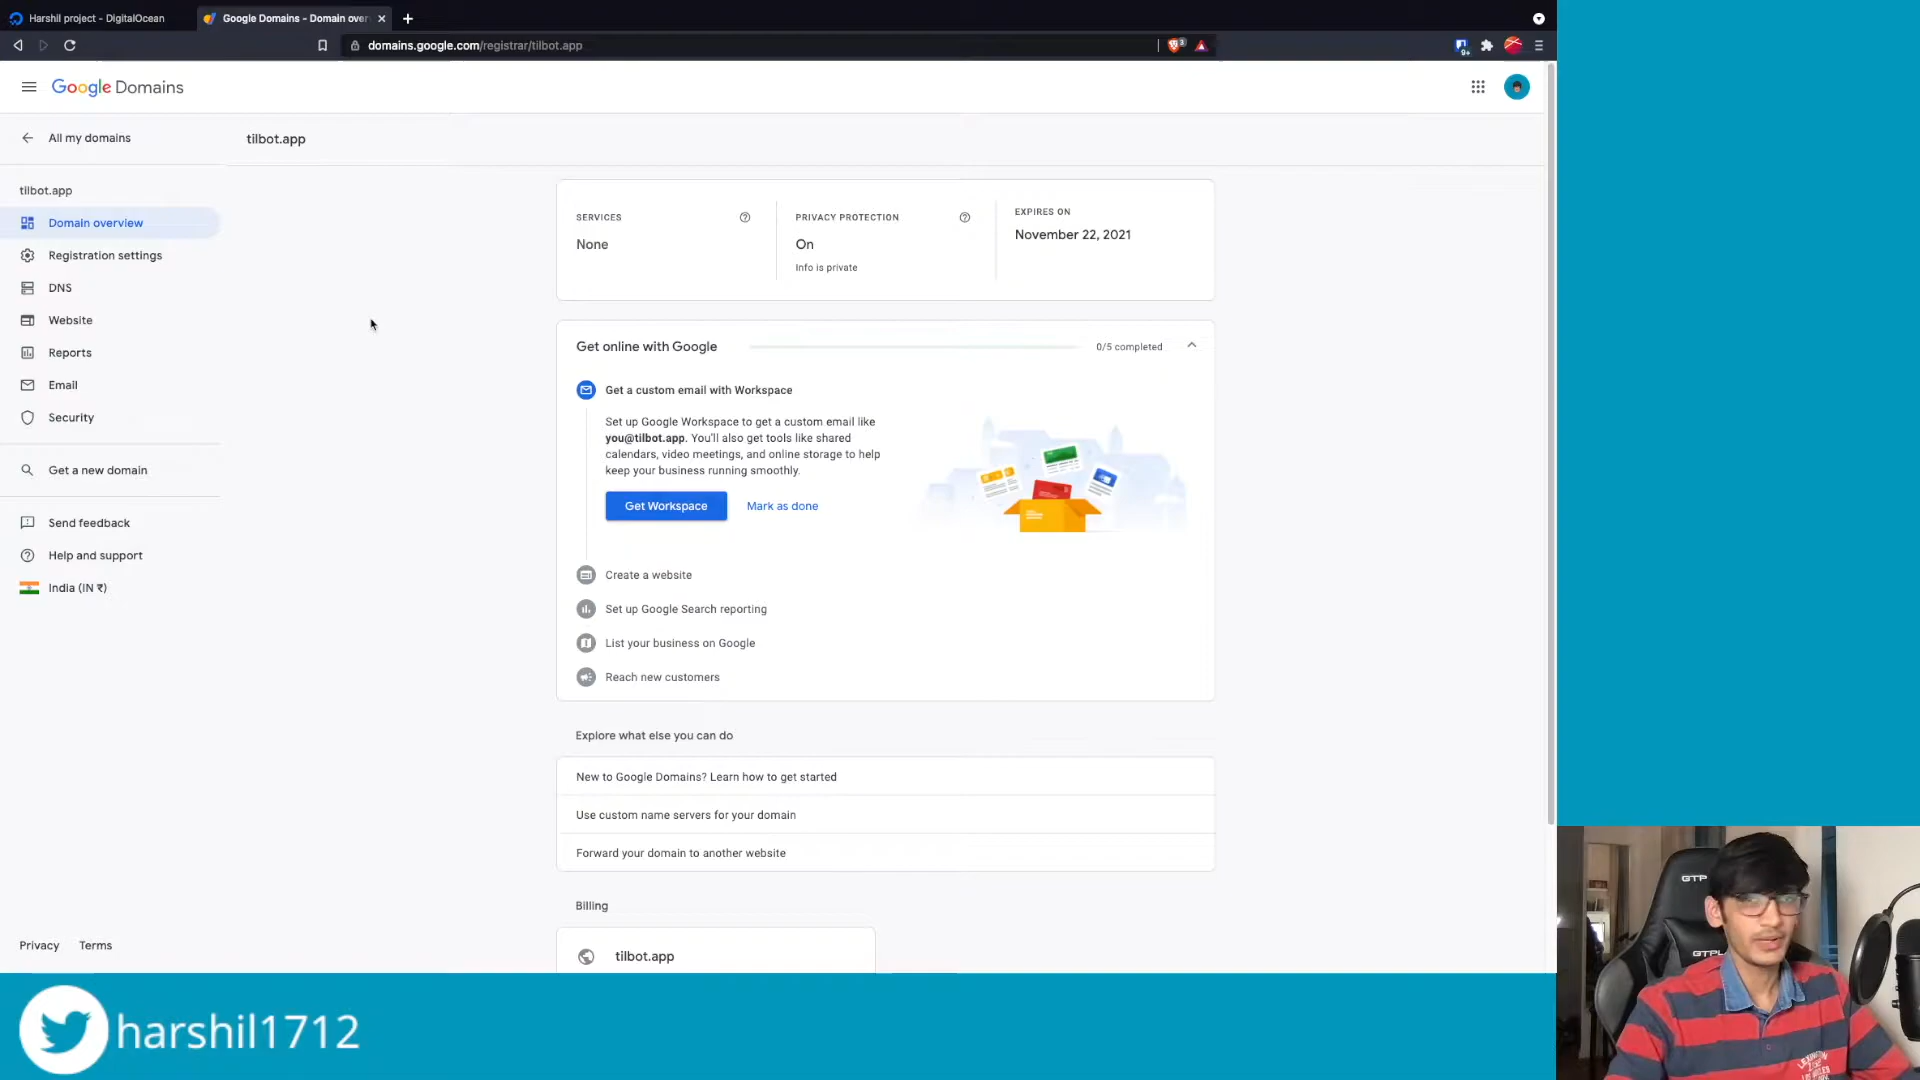 Harshil project - DigitalOcean
Google Domains - Domain over
domains.google.com/registrar/tilbot.app
Google Domains
All my domains
tilbot.app
tilbot.app
Domain overview
Registration settings
DNS
Website
Reports
Email
Security
Get a new domain
Send feedback
Help and support
India (IN ₹)
Privacy Terms
SERVICES
None
PRIVACY PROTECTION
On
Info is private
EXPIRES ON
November 22, 2021
Get online with Google
0/5 completed
Get a custom email with Workspace
Set up Google Workspace to get a custom email like
you@tilbot.app. You'll also get tools like shared
calendars, video meetings, and online storage to help
keep your business running smoothly.
Get Workspace
Mark as done
Create a website
Set up Google Search reporting
List your business on Google
Reach new customers
Explore what else you can do
New to Google Domains? Learn how to get started
Use custom name servers for your domain
Forward your domain to another website
Billing
tilbot.app
harshil1712
GTP